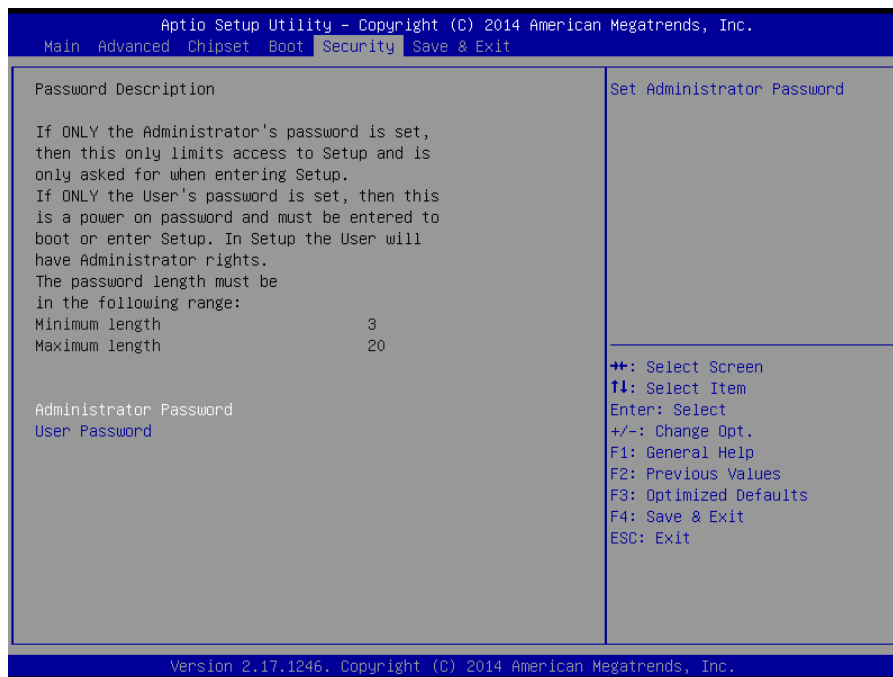 Aptio Setup Utility – Copyright (C) 2014 American Megatrends, Inc.
Main Advanced Chipset Boot Security Save & Exit
Password Description
If ONLY the Administrator's password is set,
then this only limits access to Setup and is
only asked for when entering Setup.
If ONLY the User's password is set, then this
is a power on password and must be entered to
boot or enter Setup. In Setup the User will
have Administrator rights.
The password length must be
in the following range:
Minimum length 3
Maximum length 20
Administrator Password
User Password
Set Administrator Password
→←: Select Screen
↑↓: Select Item
Enter: Select
+/-: Change Opt.
F1: General Help
F2: Previous Values
F3: Optimized Defaults
F4: Save & Exit
ESC: Exit
Version 2.17.1246. Copyright (C) 2014 American Megatrends, Inc.